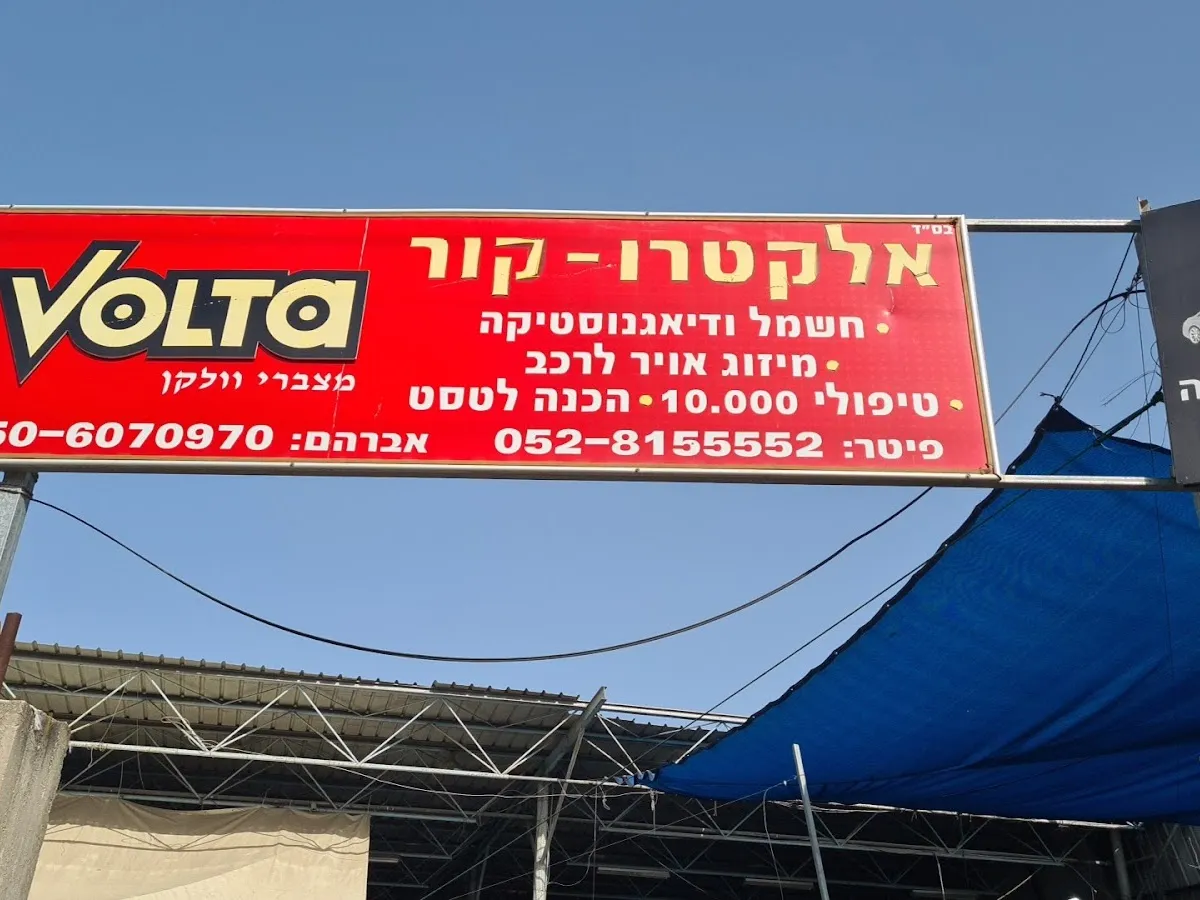 בס״ד
אלקטרו - קור
• חשמל ודיאגנוסטיקה
• מיזוג אויר לרכב
• טיפולי 10.000 • הכנה לטסט
פיטר: 052-8155552
VOLTA
מצברי וולקן
אברהם: 50-6070970
ה